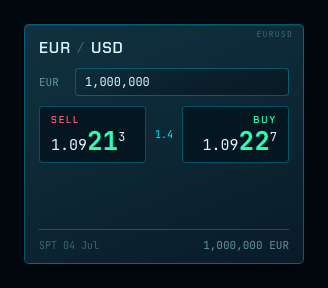 EURUSD
EUR / USD
EUR 1,000,000
SELL BUY
1.09213 1.4 1.09227
SPT 04 Jul 1,000,000 EUR